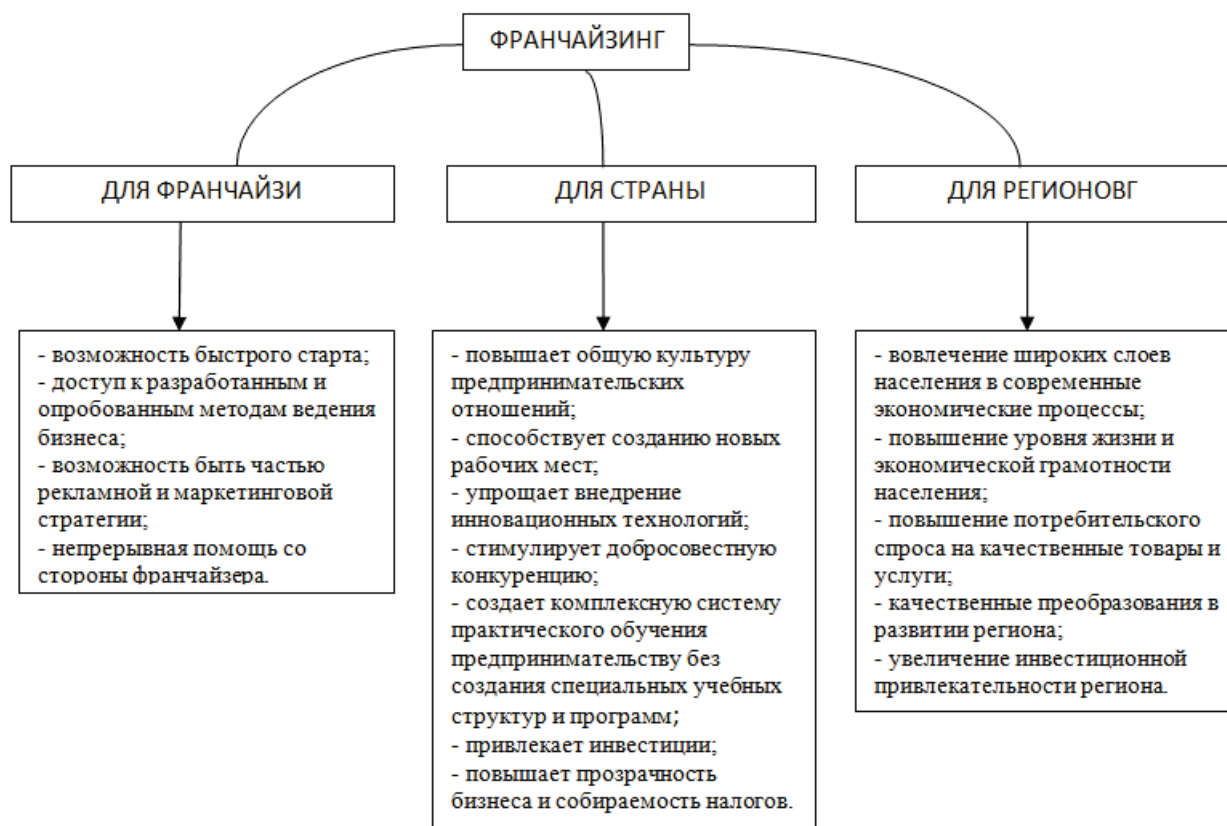 ФРАНЧАЙЗИНГ
ДЛЯ ФРАНЧАЙЗИ
ДЛЯ СТРАНЫ
ДЛЯ РЕГИОНОВГ
- возможность быстрого старта;
- доступ к разработанным и
опробованным методам ведения
бизнеса;
- возможность быть частью
рекламной и маркетинговой
стратегии;
- непрерывная помощь со
стороны франчайзера.
- повышает общую культуру
предпринимательских
отношений;
- способствует созданию новых
рабочих мест;
- упрощает внедрение
инновационных технологий;
- стимулирует добросовестную
конкуренцию;
- создает комплексную систему
практического обучения
предпринимательству без
создания специальных учебных
структур и программ;
- привлекает инвестиции;
- повышает прозрачность
бизнеса и собираемость налогов.
- вовлечение широких слоев
населения в современные
экономические процессы;
- повышение уровня жизни и
экономической грамотности
населения;
- повышение потребительского
спроса на качественные товары и
услуги;
- качественные преобразования в
развитии региона;
- увеличение инвестиционной
привлекательности региона.